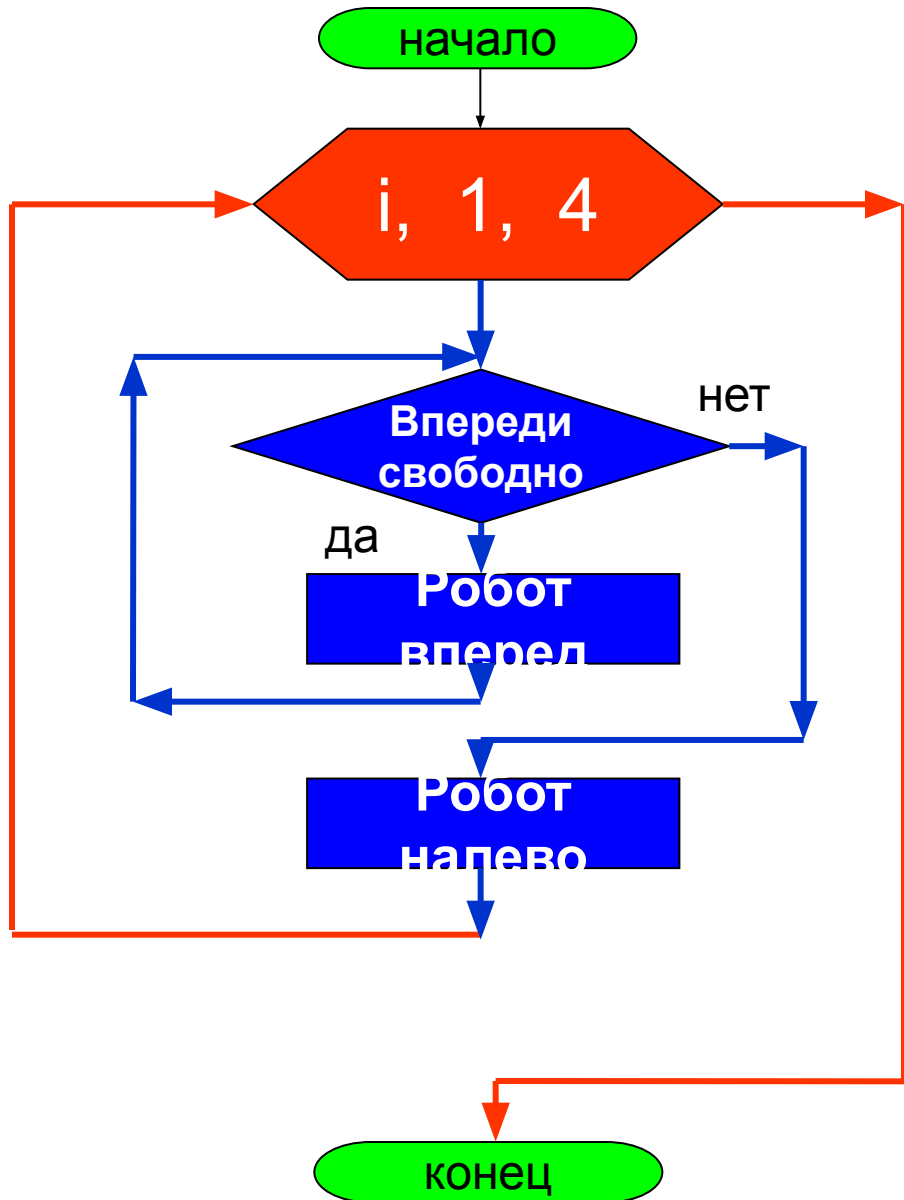 начало
i, 1, 4
нет
Впереди
свободно
да
Робот
вперед
Робот
налево
конец